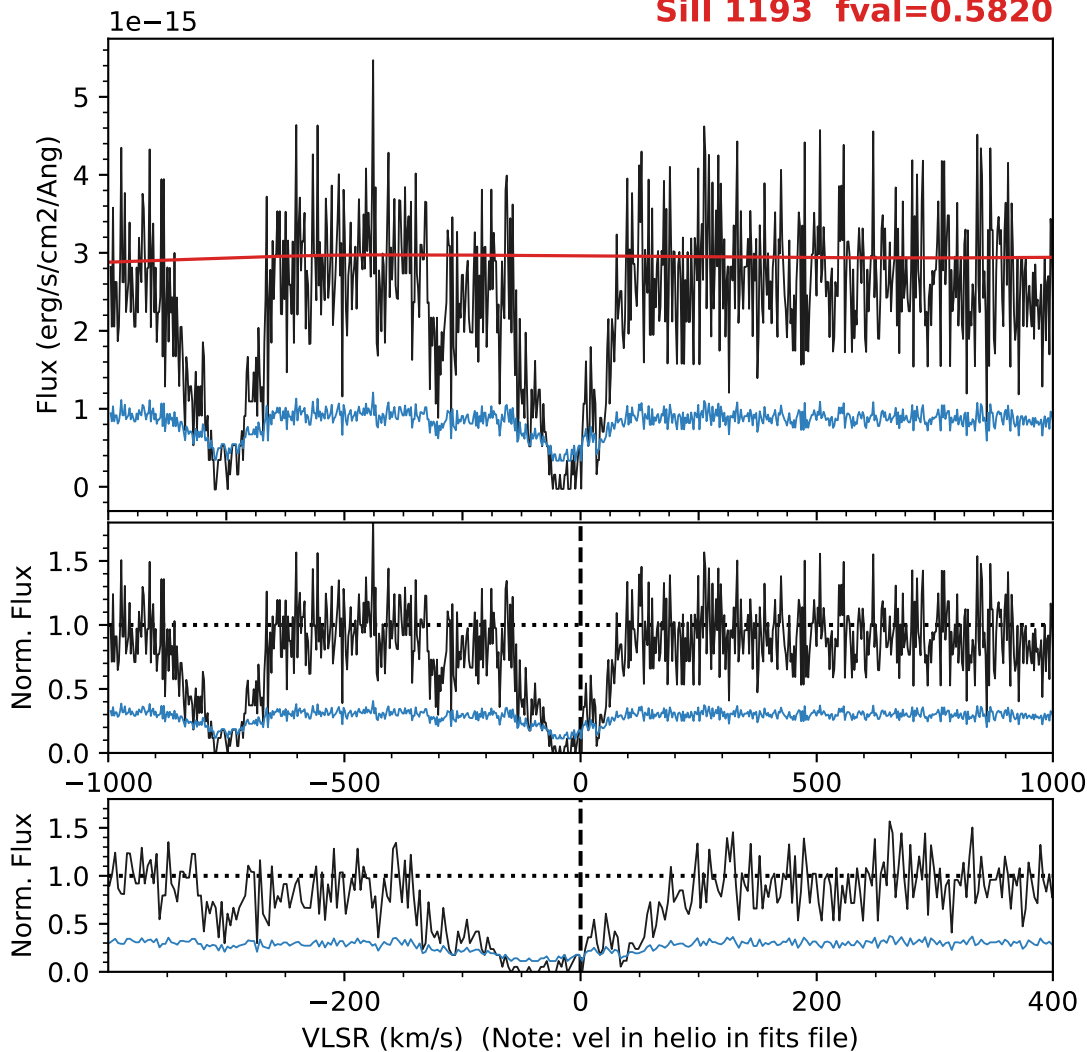 1e−15
SiII 1193 fval=0.5820
5
4
3
2
1
0
Flux (erg/s/cm2/Ang)
1.5
1.0
0.5
0.0
Norm. Flux
−1000 −500 0 500 1000
1.5
1.0
0.5
0.0
Norm. Flux
−200 0 200 400
VLSR (km/s) (Note: vel in helio in fits file)